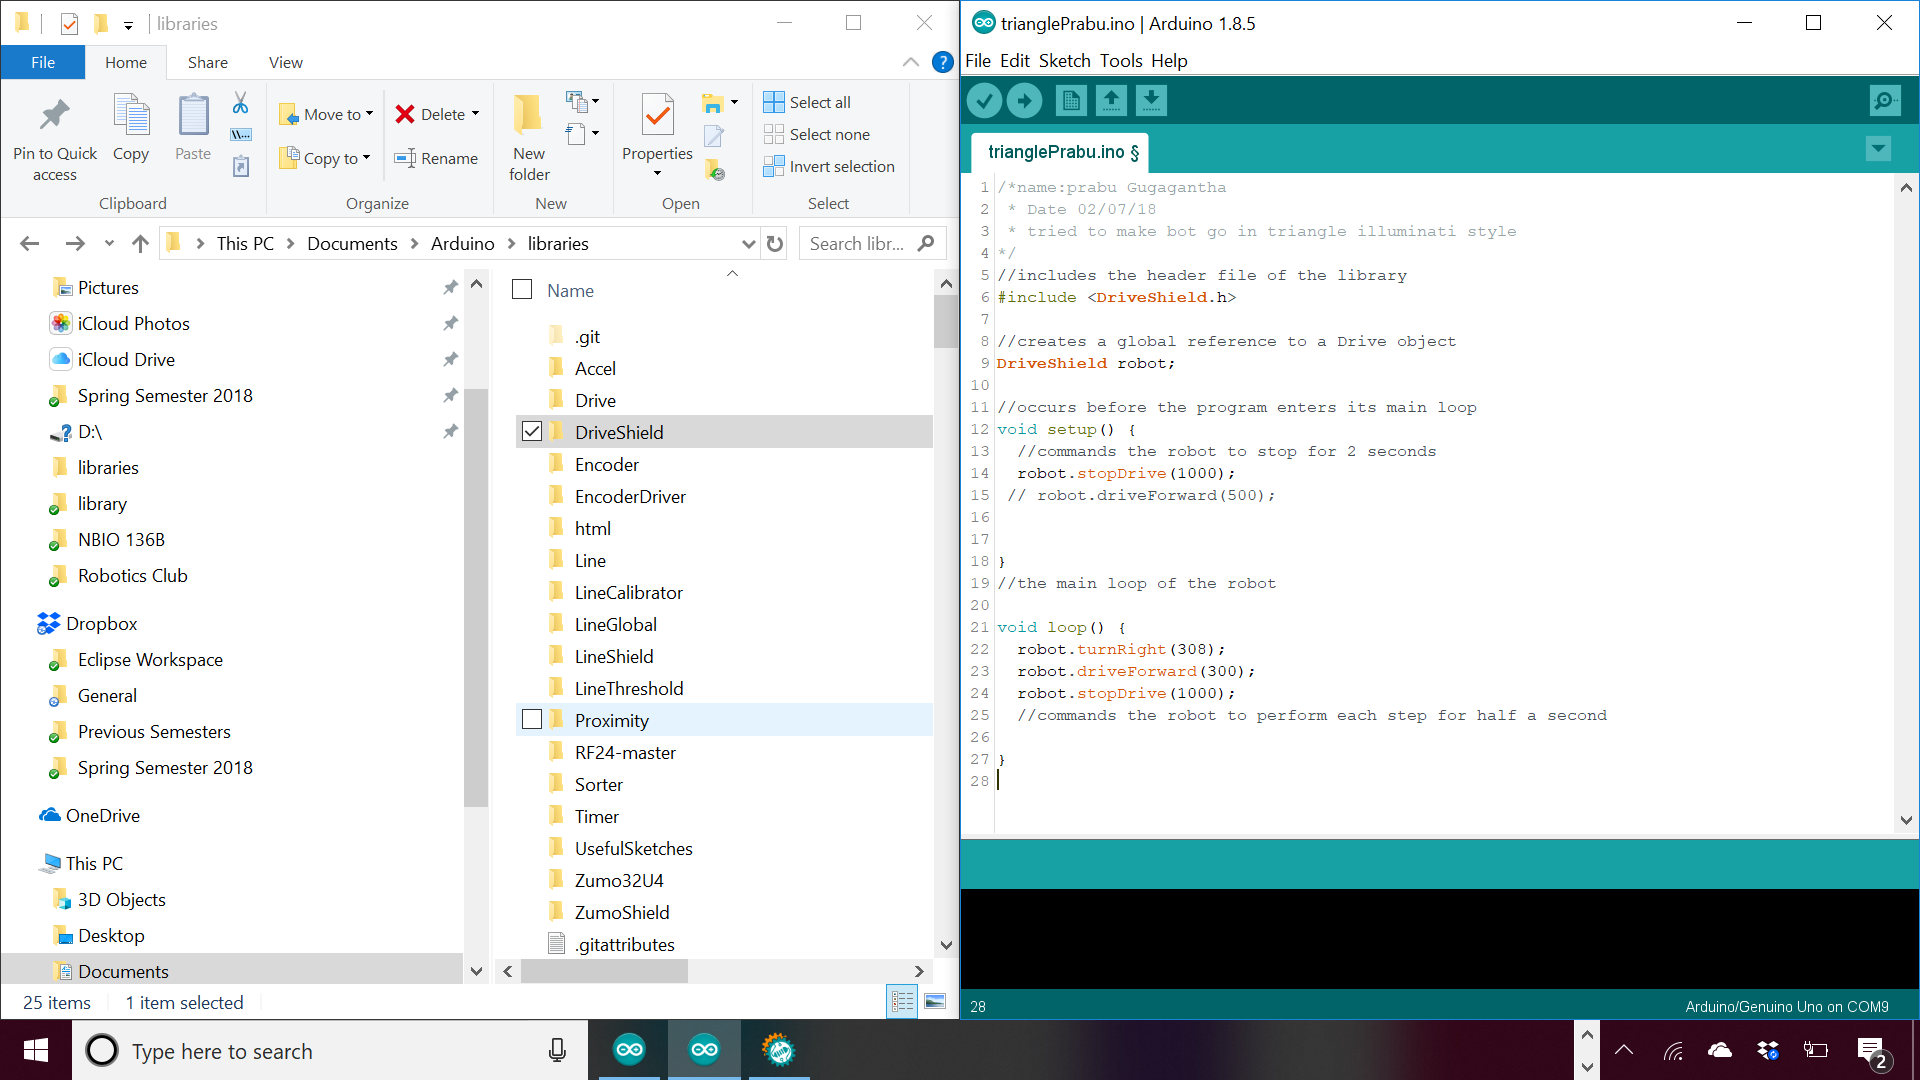 libraries
File Home Share View
Pin to Quick access
Copy
Paste
Clipboard
Move to
Copy to
Delete
Rename
Organize
New folder
New
Properties
Open
Select all
Select none
Invert selection
Select
This PC > Documents > Arduino > libraries
Search libr...
Pictures
iCloud Photos
iCloud Drive
Spring Semester 2018
D:\
libraries
library
NBIO 136B
Robotics Club
Dropbox
Eclipse Workspace
General
Previous Semesters
Spring Semester 2018
OneDrive
This PC
3D Objects
Desktop
Documents
Name
.git
Accel
Drive
DriveShield
Encoder
EncoderDriver
html
Line
LineCalibrator
LineGlobal
LineShield
LineThreshold
Proximity
RF24-master
Sorter
Timer
UsefulSketches
Zumo32U4
ZumoShield
.gitattributes
25 items 1 item selected
trianglePrabu.ino | Arduino 1.8.5
File Edit Sketch Tools Help
trianglePrabu.ino §
1 /*name:prabu Gugagantha
2  * Date 02/07/18
3  * tried to make bot go in triangle illuminati style
4 */
5 //includes the header file of the library
6 #include <DriveShield.h>
7
8 //creates a global reference to a Drive object
9 DriveShield robot;
10
11 //occurs before the program enters its main loop
12 void setup() {
13   //commands the robot to stop for 2 seconds
14   robot.stopDrive(1000);
15  // robot.driveForward(500);
16
17
18 }
19 //the main loop of the robot
20
21 void loop() {
22   robot.turnRight(308);
23   robot.driveForward(300);
24   robot.stopDrive(1000);
25   //commands the robot to perform each step for half a second
26
27 }
28
28 Arduino/Genuino Uno on COM9
Type here to search
2